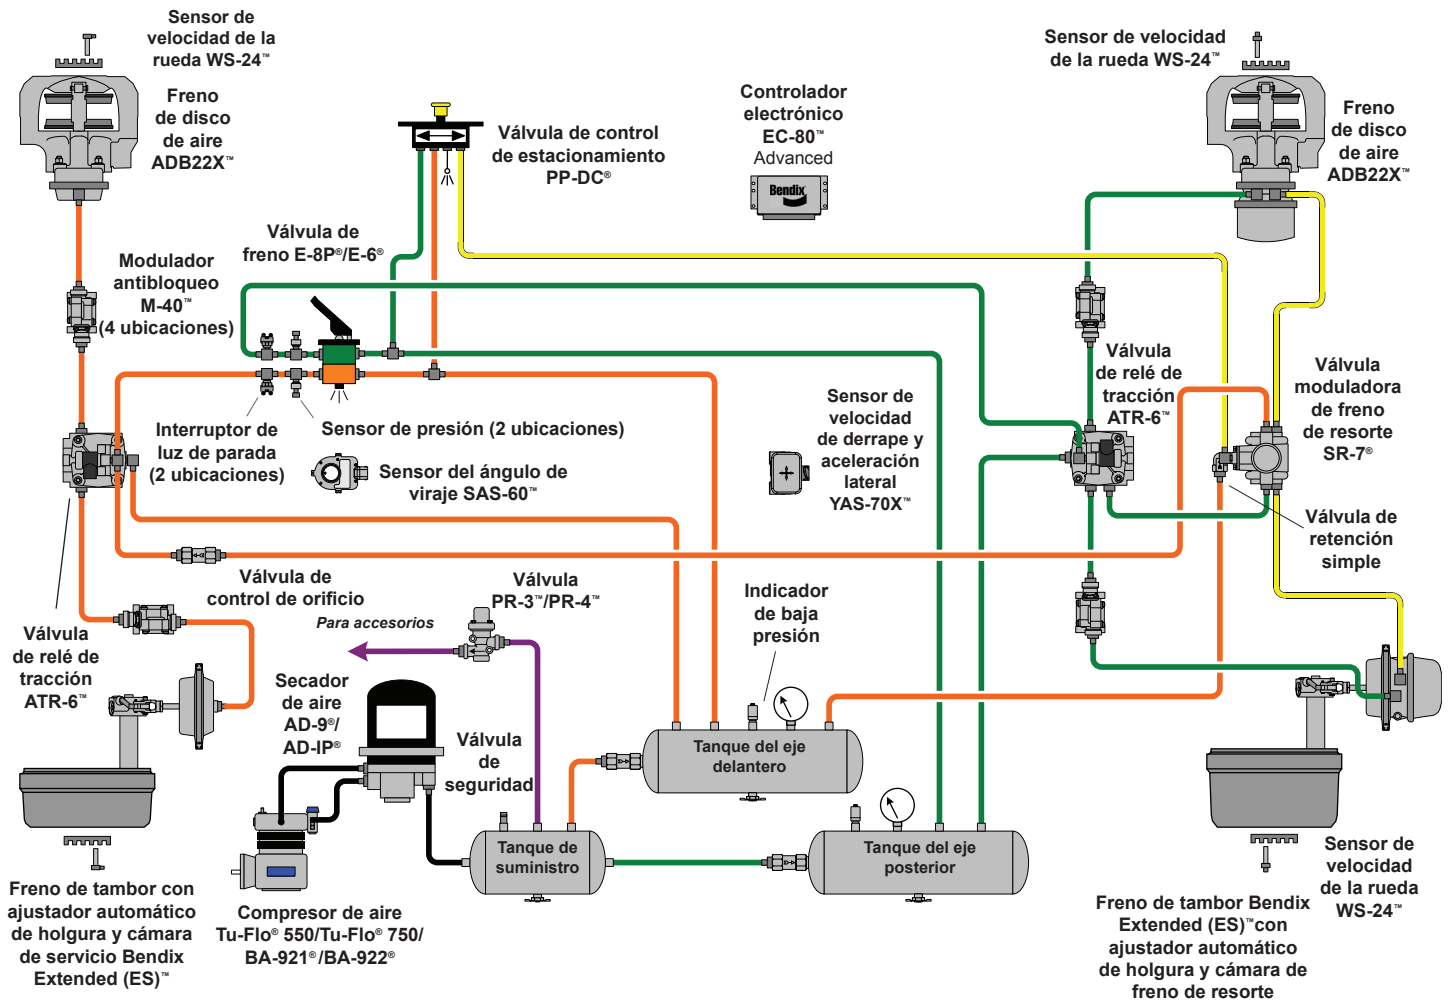 Sensor de
velocidad de la
rueda WS-24™
Freno
de disco
de aire
ADB22X™
Válvula de control
de estacionamiento
PP-DC®
Controlador
electrónico
EC-80™
Advanced
Bendix
Sensor de velocidad
de la rueda WS-24™
Freno
de disco
de aire
ADB22X™
Válvula de
freno E-8P®/E-6®
Modulador
antibloqueo
M-40™
(4 ubicaciones)
Interruptor de
luz de parada
(2 ubicaciones)
Sensor de presión (2 ubicaciones)
Sensor del ángulo de
viraje SAS-60™
Sensor de
velocidad
de derrape y
aceleración
lateral
YAS-70X™
Válvula
de relé de
tracción
ATR-6™
Válvula
moduladora
de freno
de resorte
SR-7®
Válvula de
retención
simple
Válvula de
control de orificio
Válvula
PR-3™/PR-4™
Para accesorios
Indicador
de baja
presión
Válvula
de relé de
tracción
ATR-6™
Secador
de aire
AD-9®/
AD-IP®
Válvula
de
seguridad
Tanque del eje
delantero
Tanque de
suministro
Tanque del eje
posterior
Freno de tambor con
ajustador automático
de holgura y cámara
de servicio Bendix
Extended (ES)™
Compresor de aire
Tu-Flo® 550/Tu-Flo® 750/
BA-921®/BA-922®
Freno de tambor Bendix
Extended (ES)™con
ajustador automático
de holgura y cámara de
freno de resorte
Sensor de
velocidad
de la rueda
WS-24™